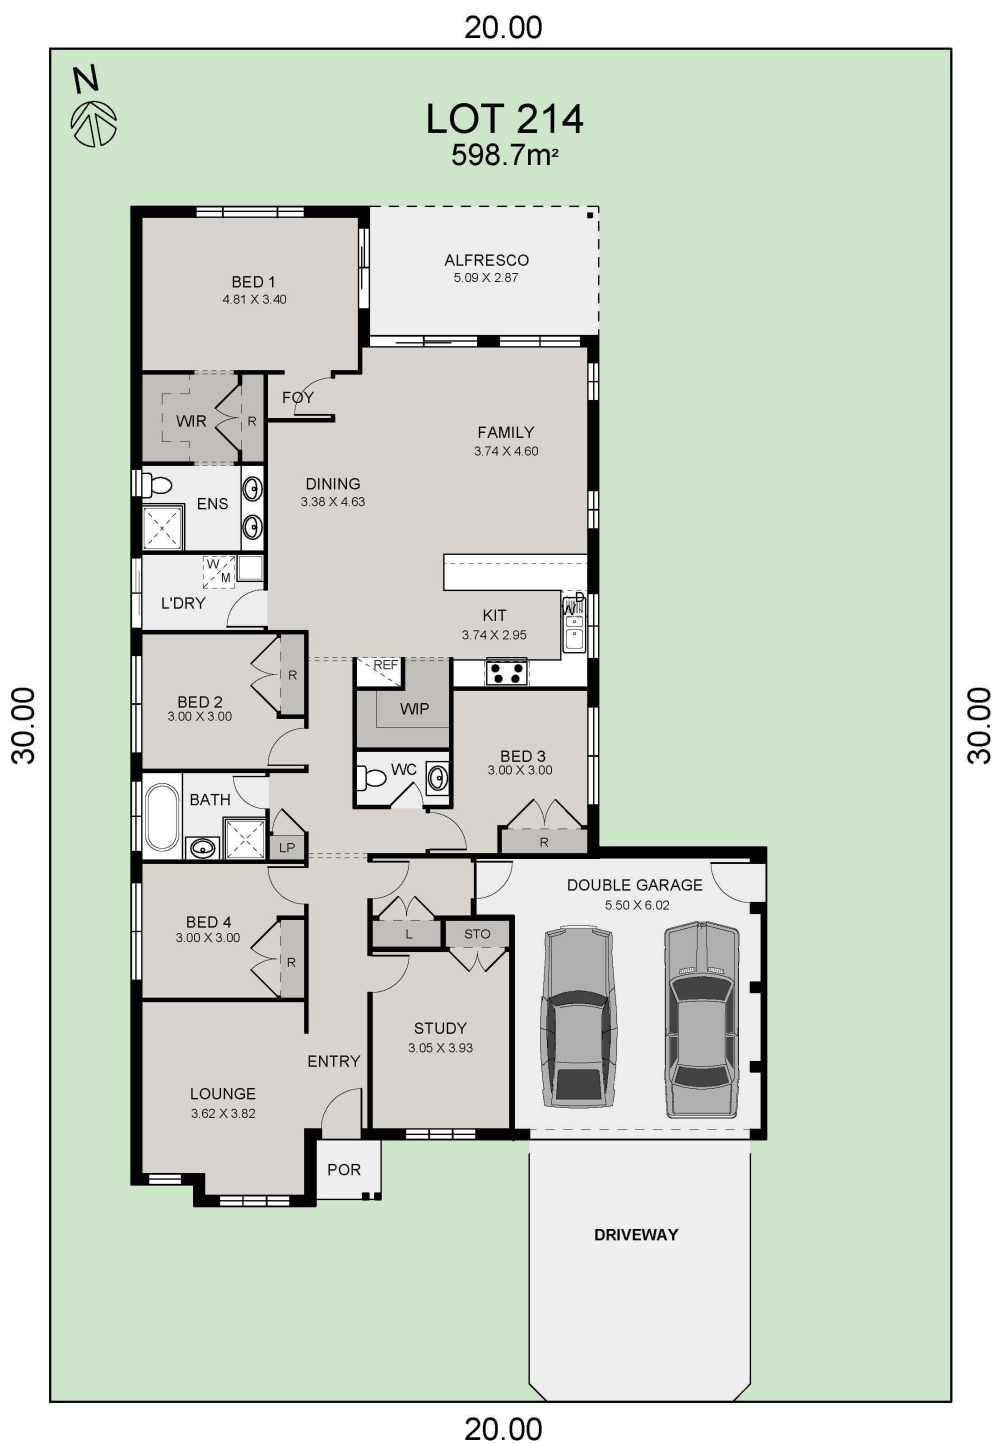 20.00
N
LOT 214
598.7m²
ALFRESCO
5.09 X 2.87
BED 1
4.81 X 3.40
FOY
WIR
R
FAMILY
3.74 X 4.60
DINING
3.38 X 4.63
ENS
W
M
L'DRY
D
W
KIT
3.74 X 2.95
REF
R
BED 2
3.00 X 3.00
WIP
30.00
30.00
BED 3
3.00 X 3.00
WC
BATH
LP
R
DOUBLE GARAGE
5.50 X 6.02
BED 4
3.00 X 3.00
L
STO
R
STUDY
3.05 X 3.93
ENTRY
LOUNGE
3.62 X 3.82
POR
DRIVEWAY
20.00